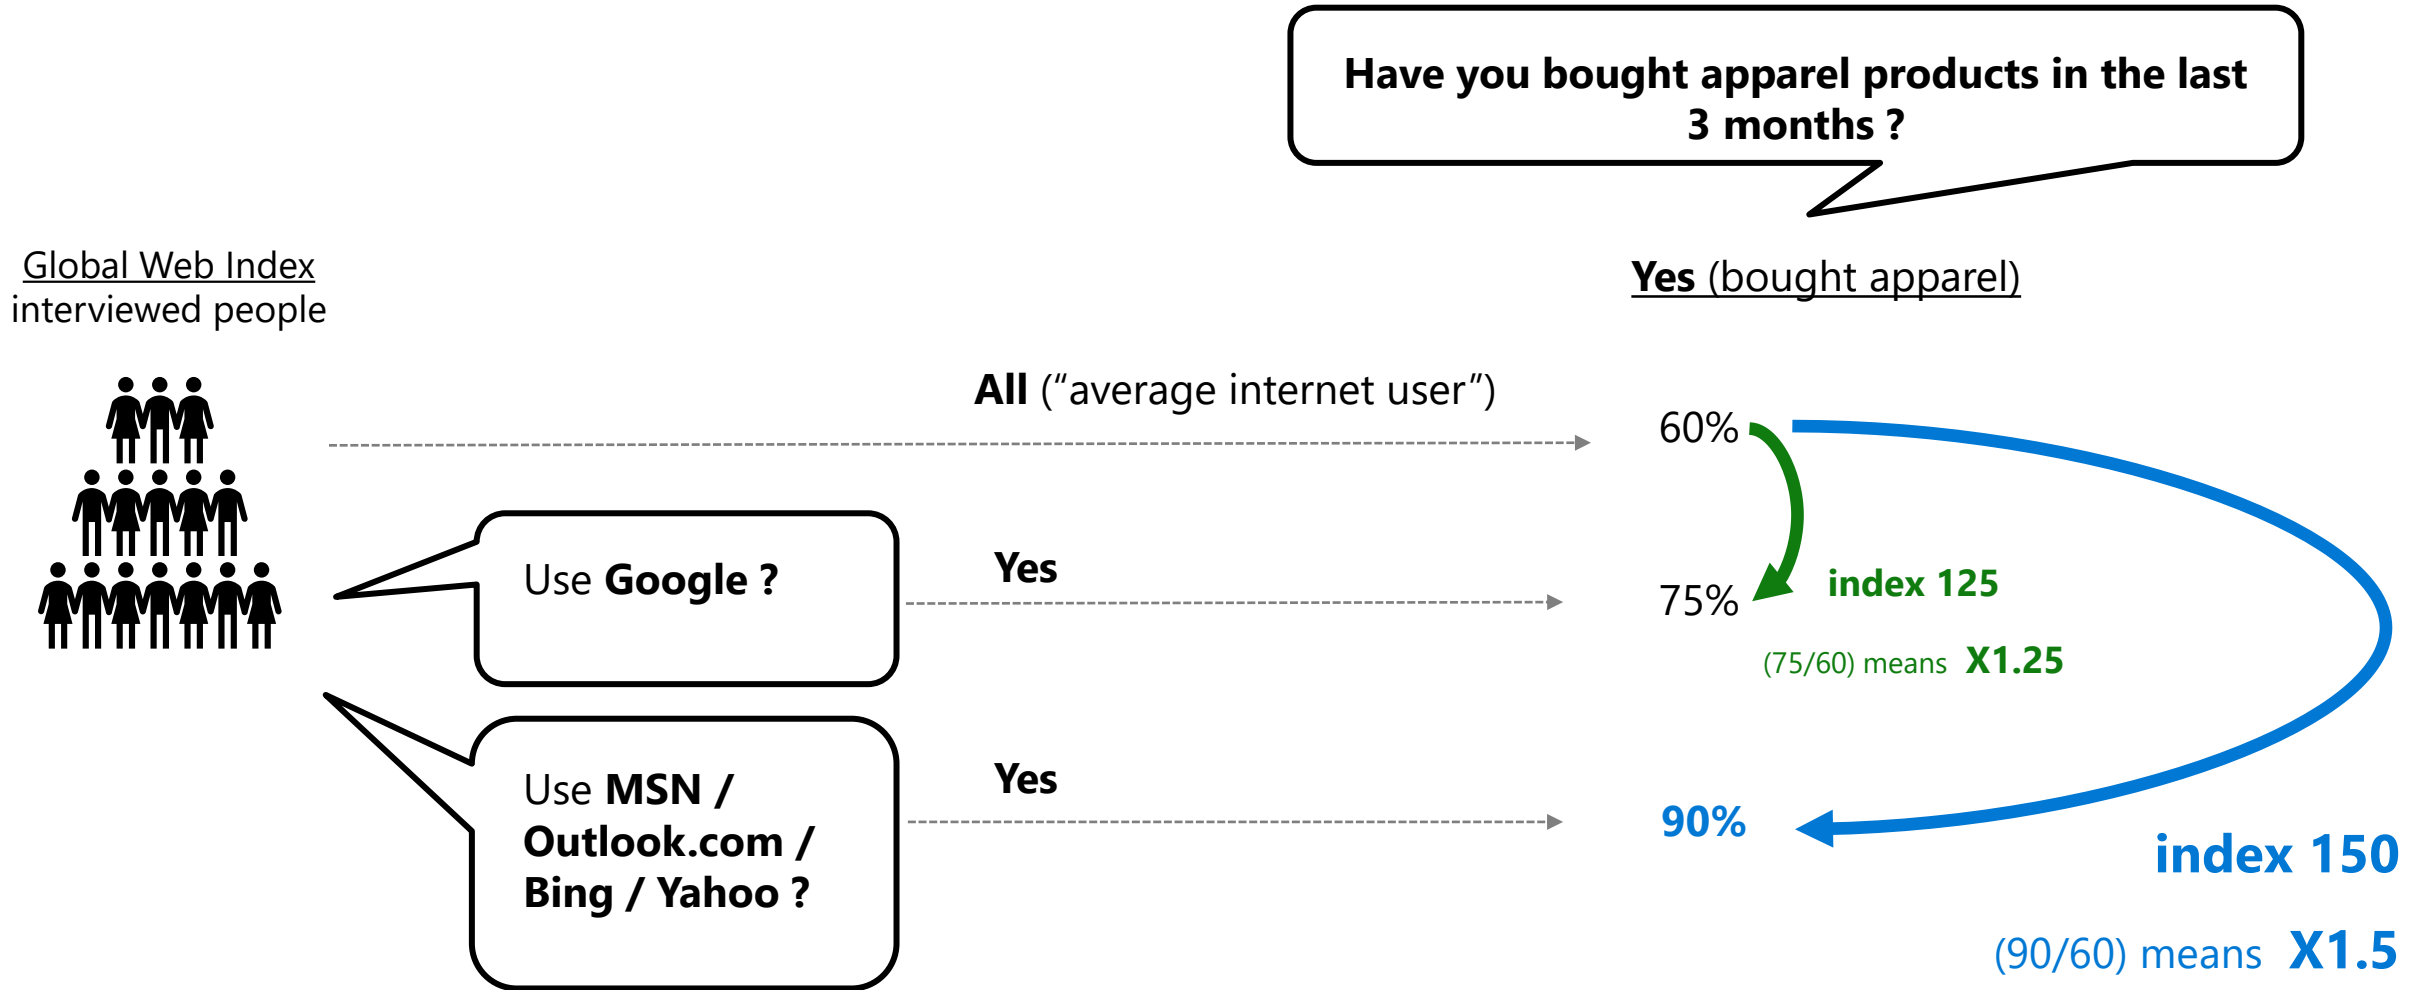 Have you bought apparel products in the last
3 months ?
Global Web Index
interviewed people
Yes (bought apparel)
All (“average internet user”)
60%
Use Google ?
Yes
75%
index 125
(75/60) means X1.25
Use MSN /
Outlook.com /
Bing / Yahoo ?
Yes
90%
index 150
(90/60) means X1.5